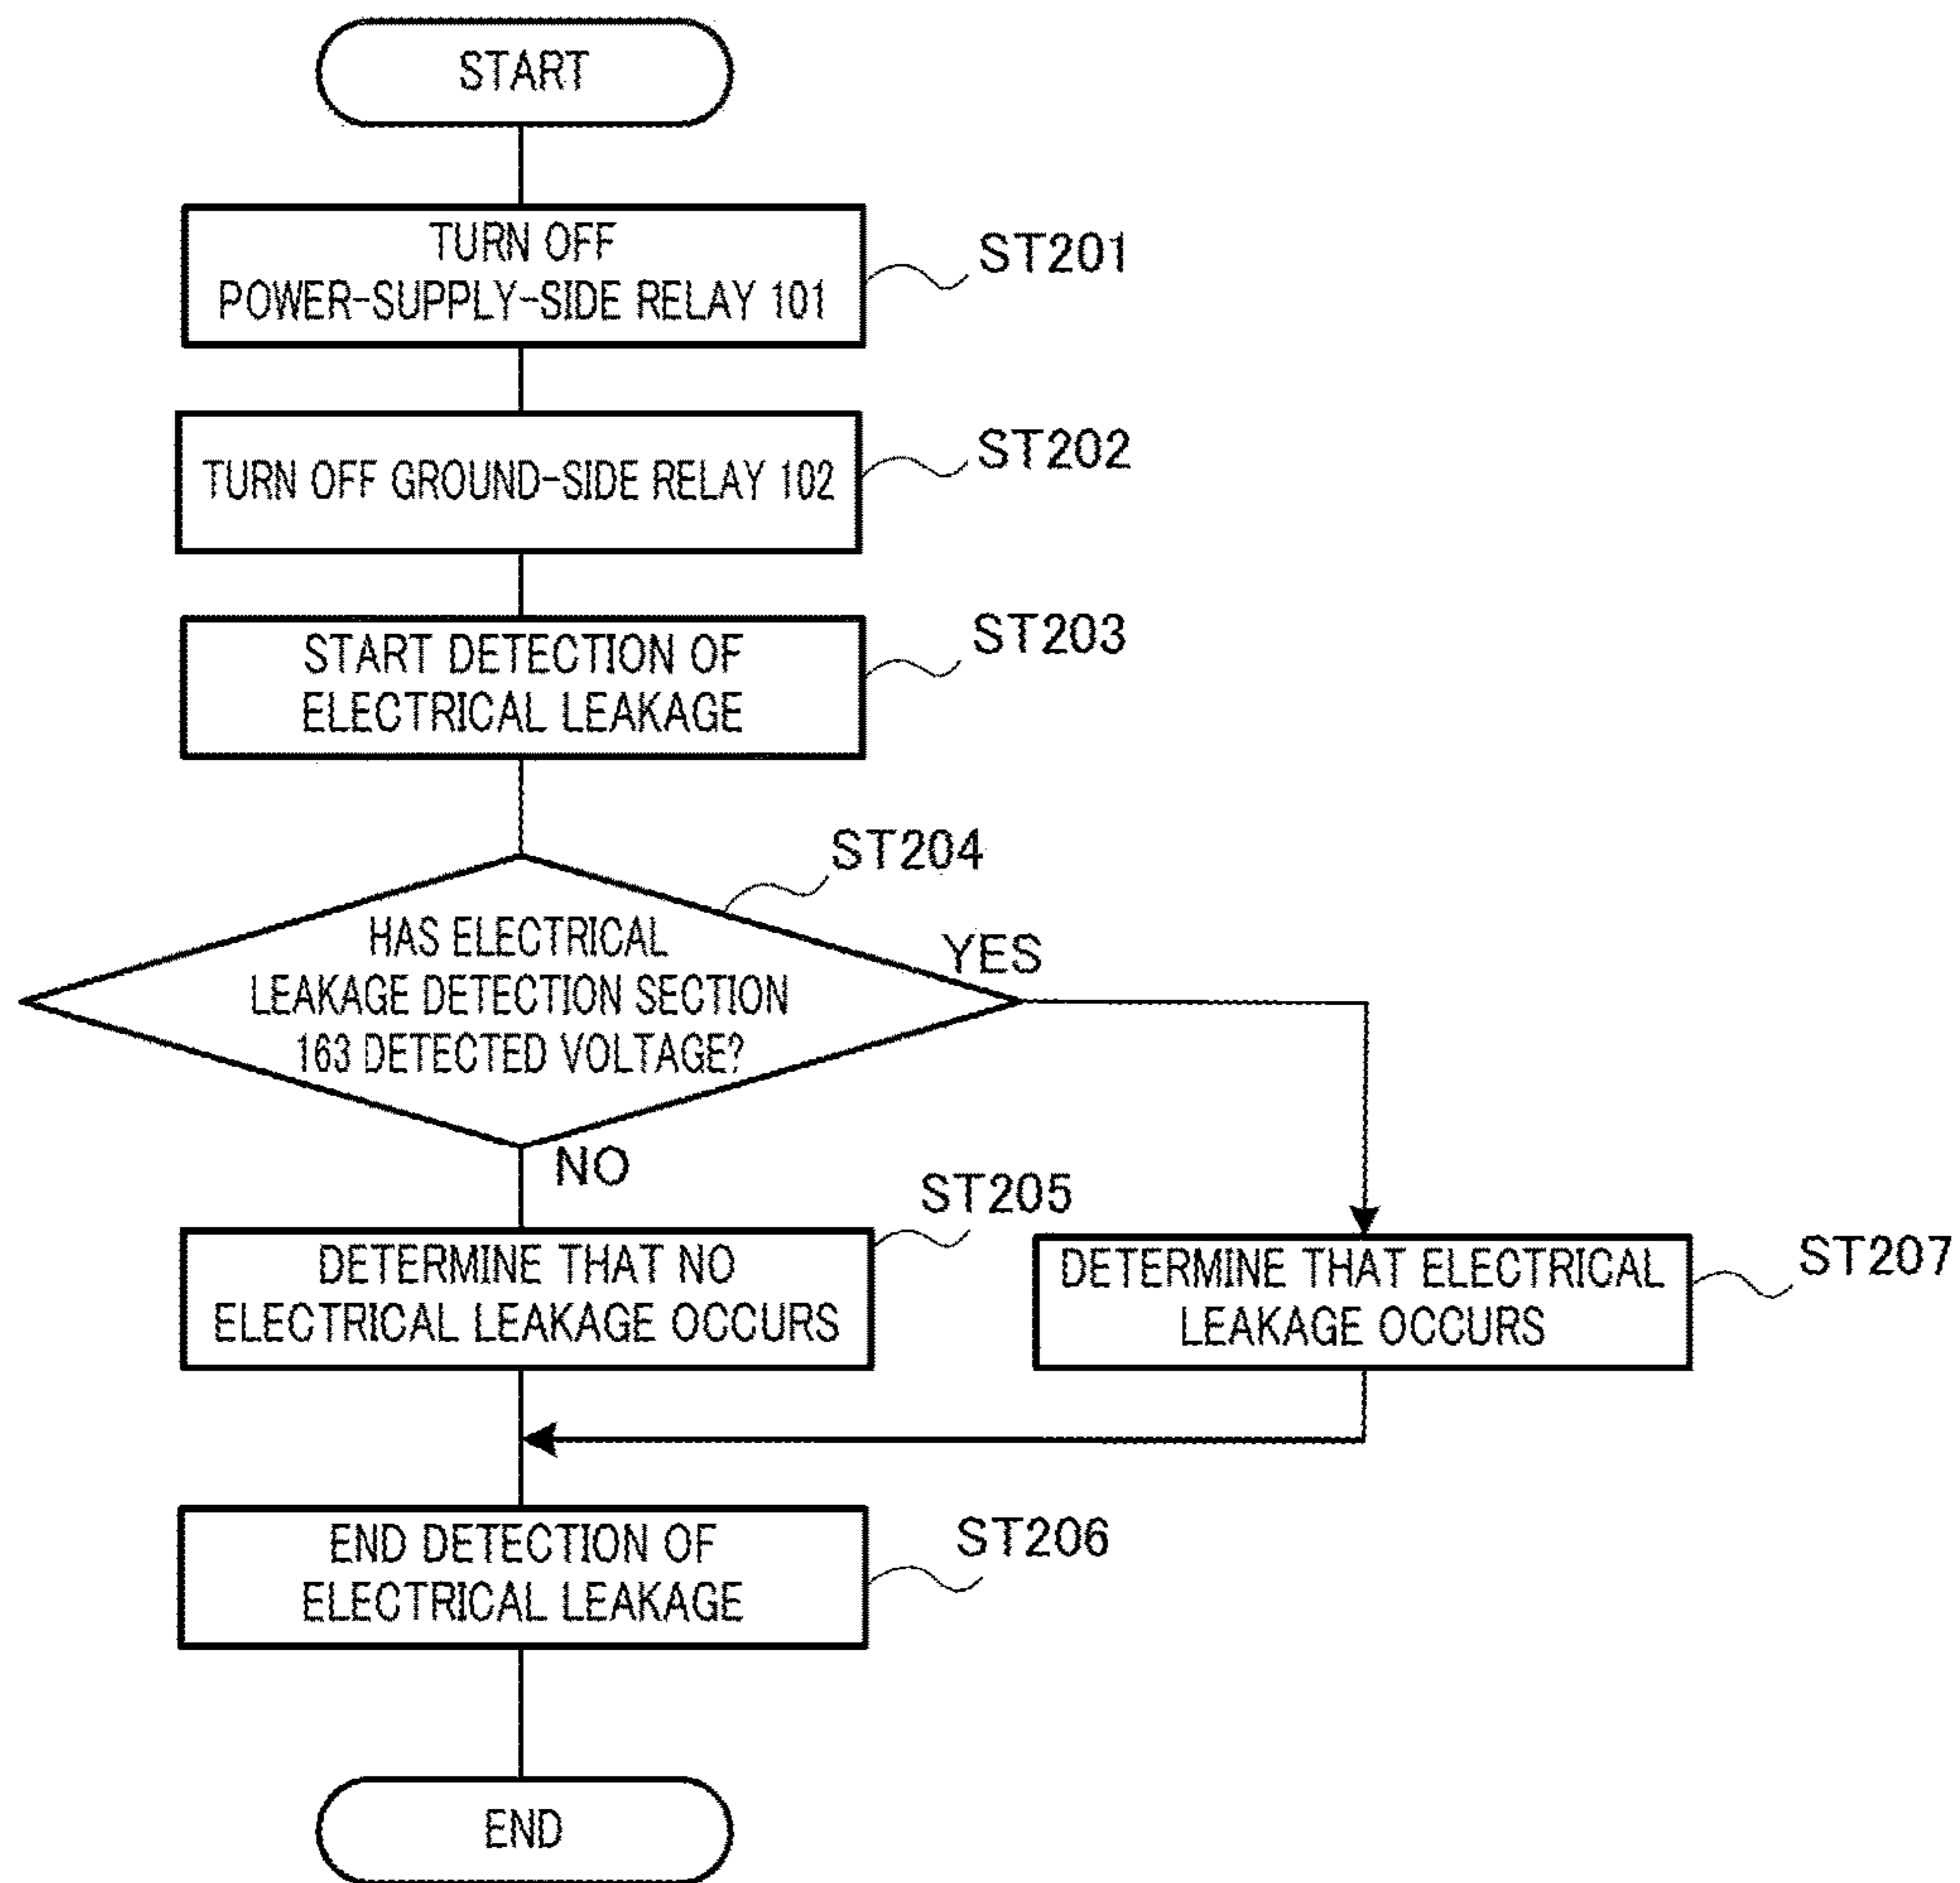 START
TURN OFF
POWER-SUPPLY-SIDE RELAY 101
ST201
TURN OFF GROUND-SIDE RELAY 102
ST202
START DETECTION OF
ELECTRICAL LEAKAGE
ST203
ST204
HAS ELECTRICAL
LEAKAGE DETECTION SECTION
163 DETECTED VOLTAGE?
YES
NO
ST205
DETERMINE THAT NO
ELECTRICAL LEAKAGE OCCURS
DETERMINE THAT ELECTRICAL
LEAKAGE OCCURS
ST207
END DETECTION OF
ELECTRICAL LEAKAGE
ST206
END